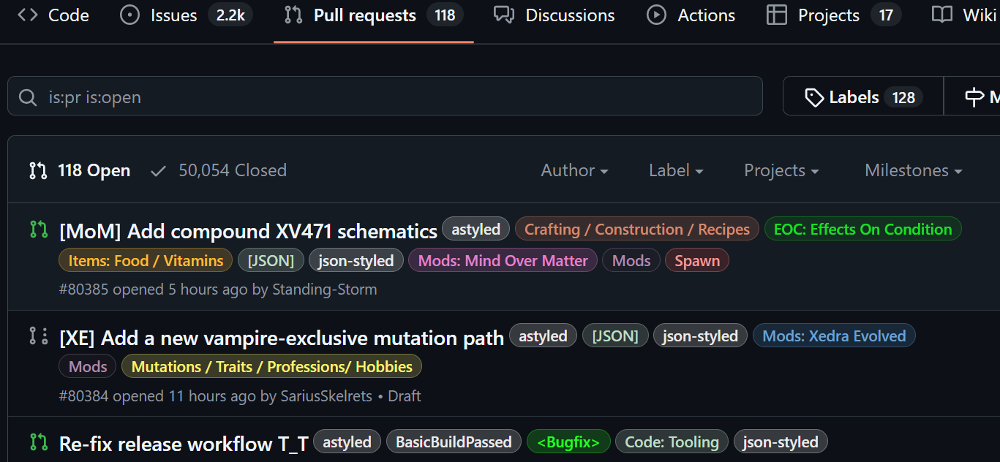 Code Issues 2.2k Pull requests 118 Discussions Actions Projects 17 Wiki
is:pr is:open Labels 128
118 Open 50,054 Closed Author Label Projects Milestones
[MoM] Add compound XV471 schematics astyled Crafting / Construction / Recipes EOC: Effects On Condition
Items: Food / Vitamins [JSON] json-styled Mods: Mind Over Matter Mods Spawn
#80385 opened 5 hours ago by Standing-Storm
[XE] Add a new vampire-exclusive mutation path astyled [JSON] json-styled Mods: Xedra Evolved
Mods Mutations / Traits / Professions/ Hobbies
#80384 opened 11 hours ago by SariusSkelrets • Draft
Re-fix release workflow T_T astyled BasicBuildPassed <Bugfix> Code: Tooling json-styled